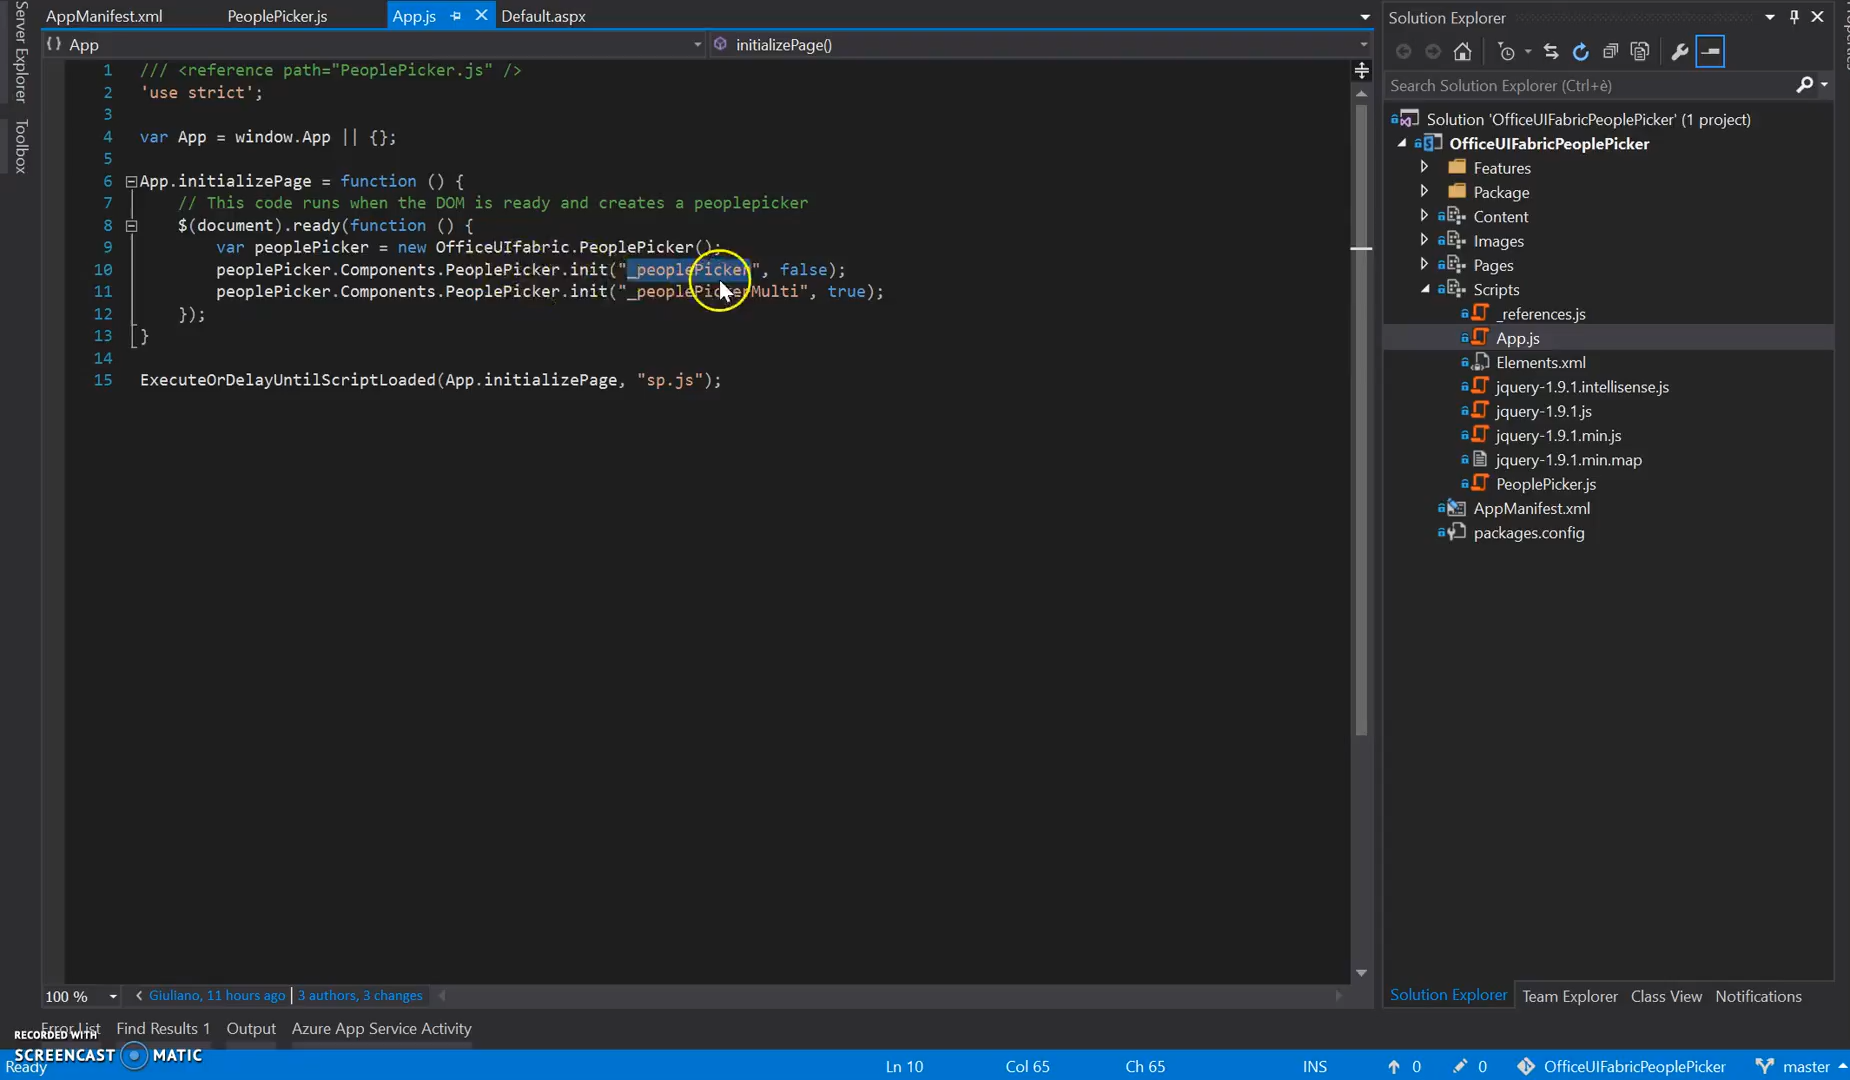 Server Explorer
Toolbox
AppManifest.xml
PeoplePicker.js
App.js
Default.aspx
App
initializePage()
1 /// <reference path="PeoplePicker.js" />
2 'use strict';
3
4 var App = window.App || {};
5
6 App.initializePage = function () {
7 // This code runs when the DOM is ready and creates a peoplepicker
8 $(document).ready(function () {
9 var peoplePicker = new OfficeUIfabric.PeoplePicker();
10 peoplePicker.Components.PeoplePicker.init("_peoplePicker", false);
11 peoplePicker.Components.PeoplePicker.init("_peoplePickerMulti", true);
12 });
13 }
14
15 ExecuteOrDelayUntilScriptLoaded(App.initializePage, "sp.js");
100 %
Giuliano, 11 hours ago | 3 authors, 3 changes
Error List
Find Results 1
Output
Azure App Service Activity
RECORDED WITH
SCREENCAST MATIC
Ready
Ln 10
Col 65
Ch 65
INS
0
0
OfficeUIFabricPeoplePicker
master
Solution Explorer
Search Solution Explorer (Ctrl+è)
Solution 'OfficeUIFabricPeoplePicker' (1 project)
OfficeUIFabricPeoplePicker
Features
Package
Content
Images
Pages
Scripts
_references.js
App.js
Elements.xml
jquery-1.9.1.intellisense.js
jquery-1.9.1.js
jquery-1.9.1.min.js
jquery-1.9.1.min.map
PeoplePicker.js
AppManifest.xml
packages.config
Solution Explorer
Team Explorer
Class View
Notifications